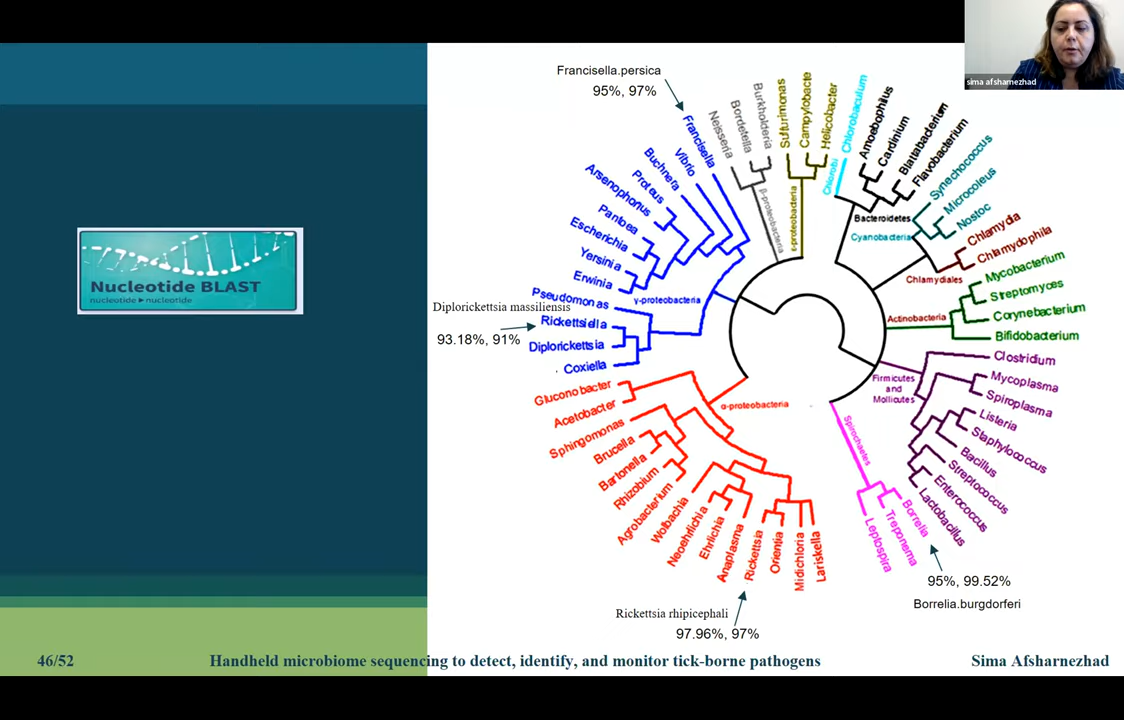 sima afsharnezhad
Francisella.persica
95%, 97%
Nucleotide BLAST
nucleotide ▶ nucleotide
Francisella
Vibrio
Buchnera
Proteus
Arsenophonus
Pantoea
Escherichia
Yersinia
Erwinia
Pseudomonas
γ-proteobacteria
Diplorickettsia massiliensis
93.18%, 91%
Rickettsiella
Diplorickettsia
Coxiella
Neisseria
Bordetella
Burkholderia
β-proteobacteria
Sulfurimonas
Campylobacte
Helicobacter
ε-proteobacteria
Chlorobi
Chlorobaculum
Amoebophilus
Cardinium
Blattabacterium
Flavobacterium
Bacteroidetes
Synechococcus
Microcoleus
Nostoc
Cyanobacteria
Chlamydia
Chlamydophila
Chlamydiales
Mycobacterium
Streptomyces
Corynebacterium
Bifidobacterium
Actinobacteria
Clostridium
Mycoplasma
Spiroplasma
Listeria
Staphylococcus
Bacillus
Streptococcus
Enterococcus
Lactobacillus
Firmicutes
and
Mollicutes
Spirochaetes
Borrelia
Treponema
Leptospira
95%, 99.52%
Borrelia.burgdorferi
α-proteobacteria
Gluconobacter
Acetobacter
Sphingomonas
Brucella
Bartonella
Rhizobium
Agrobacterium
Wolbachia
Neoehrlichia
Ehrlichia
Anaplasma
Rickettsia
Orientia
Midichloria
Lariskella
Rickettsia rhipicephali
97.96%, 97%
46/52
Handheld microbiome sequencing to detect, identify, and monitor tick-borne pathogens
Sima Afsharnezhad